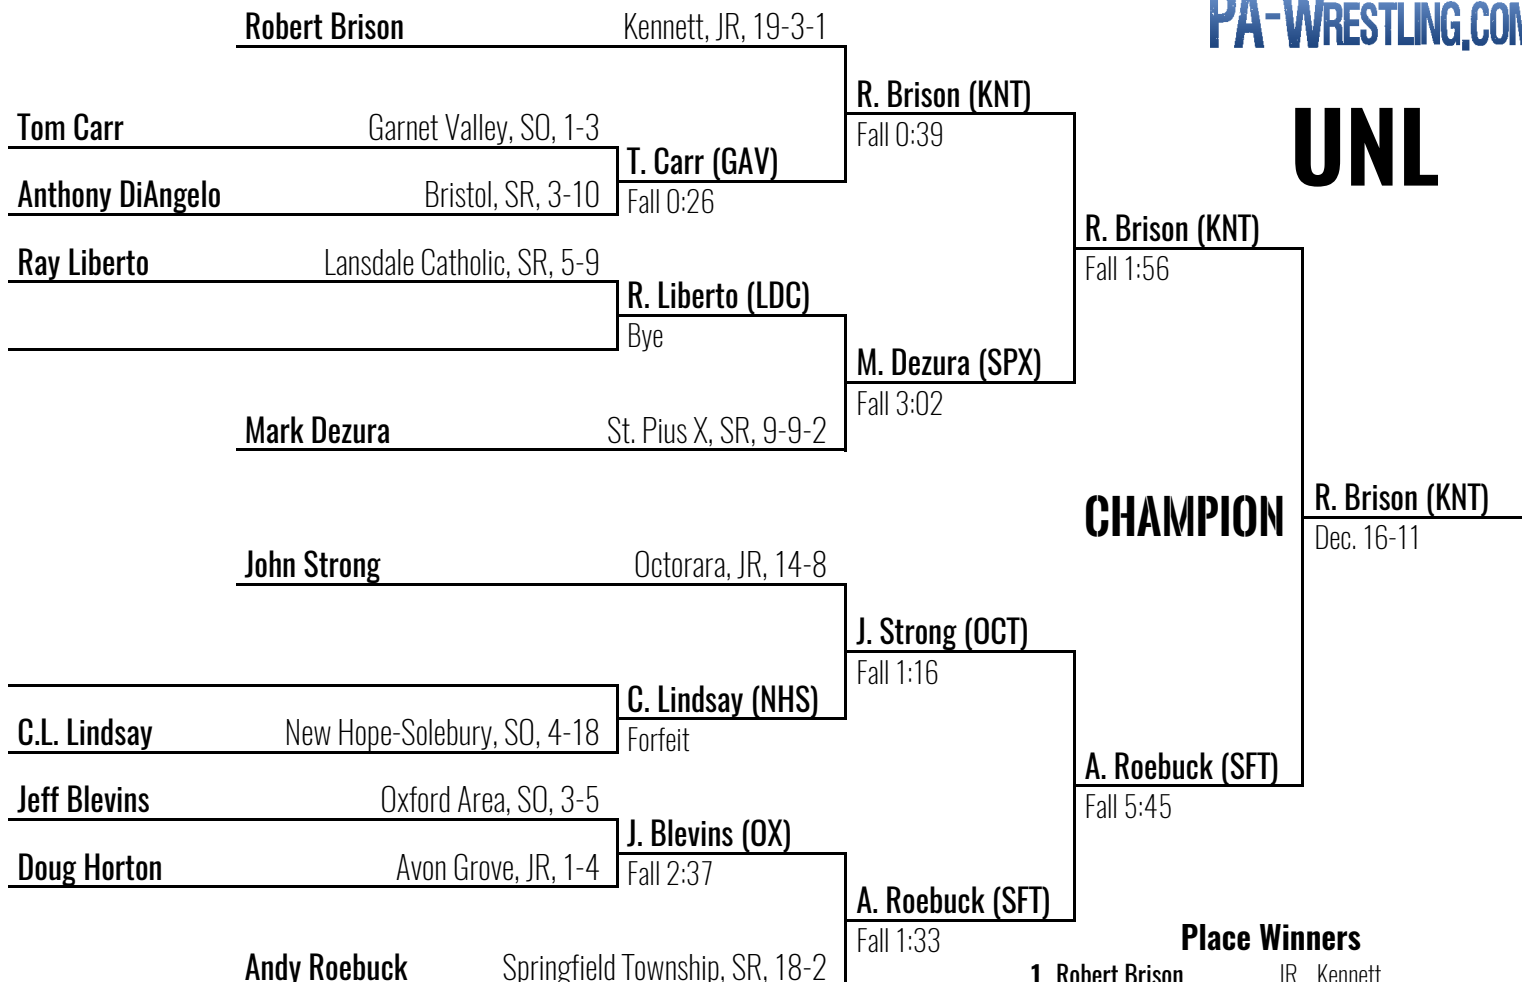 PA-WRESTLING.COM
Robert Brison Kennett, JR, 19-3-1
R. Brison (KNT)
UNL
Tom Carr Garnet Valley, SO, 1-3
Fall 0:39
T. Carr (GAV)
Anthony DiAngelo Bristol, SR, 3-10
Fall 0:26
R. Brison (KNT)
Ray Liberto Lansdale Catholic, SR, 5-9
Fall 1:56
R. Liberto (LDC)
Bye
M. Dezura (SPX)
Fall 3:02
Mark Dezura St. Pius X, SR, 9-9-2
CHAMPION
R. Brison (KNT)
Dec. 16-11
John Strong Octorara, JR, 14-8
J. Strong (OCT)
Fall 1:16
C. Lindsay (NHS)
C.L. Lindsay New Hope-Solebury, SO, 4-18
Forfeit
A. Roebuck (SFT)
Jeff Blevins Oxford Area, SO, 3-5
Fall 5:45
J. Blevins (OX)
Doug Horton Avon Grove, JR, 1-4
Fall 2:37
A. Roebuck (SFT)
Fall 1:33
Place Winners
Andy Roebuck Springfield Township, SR, 18-2
1 Robert Brison JR Kennett